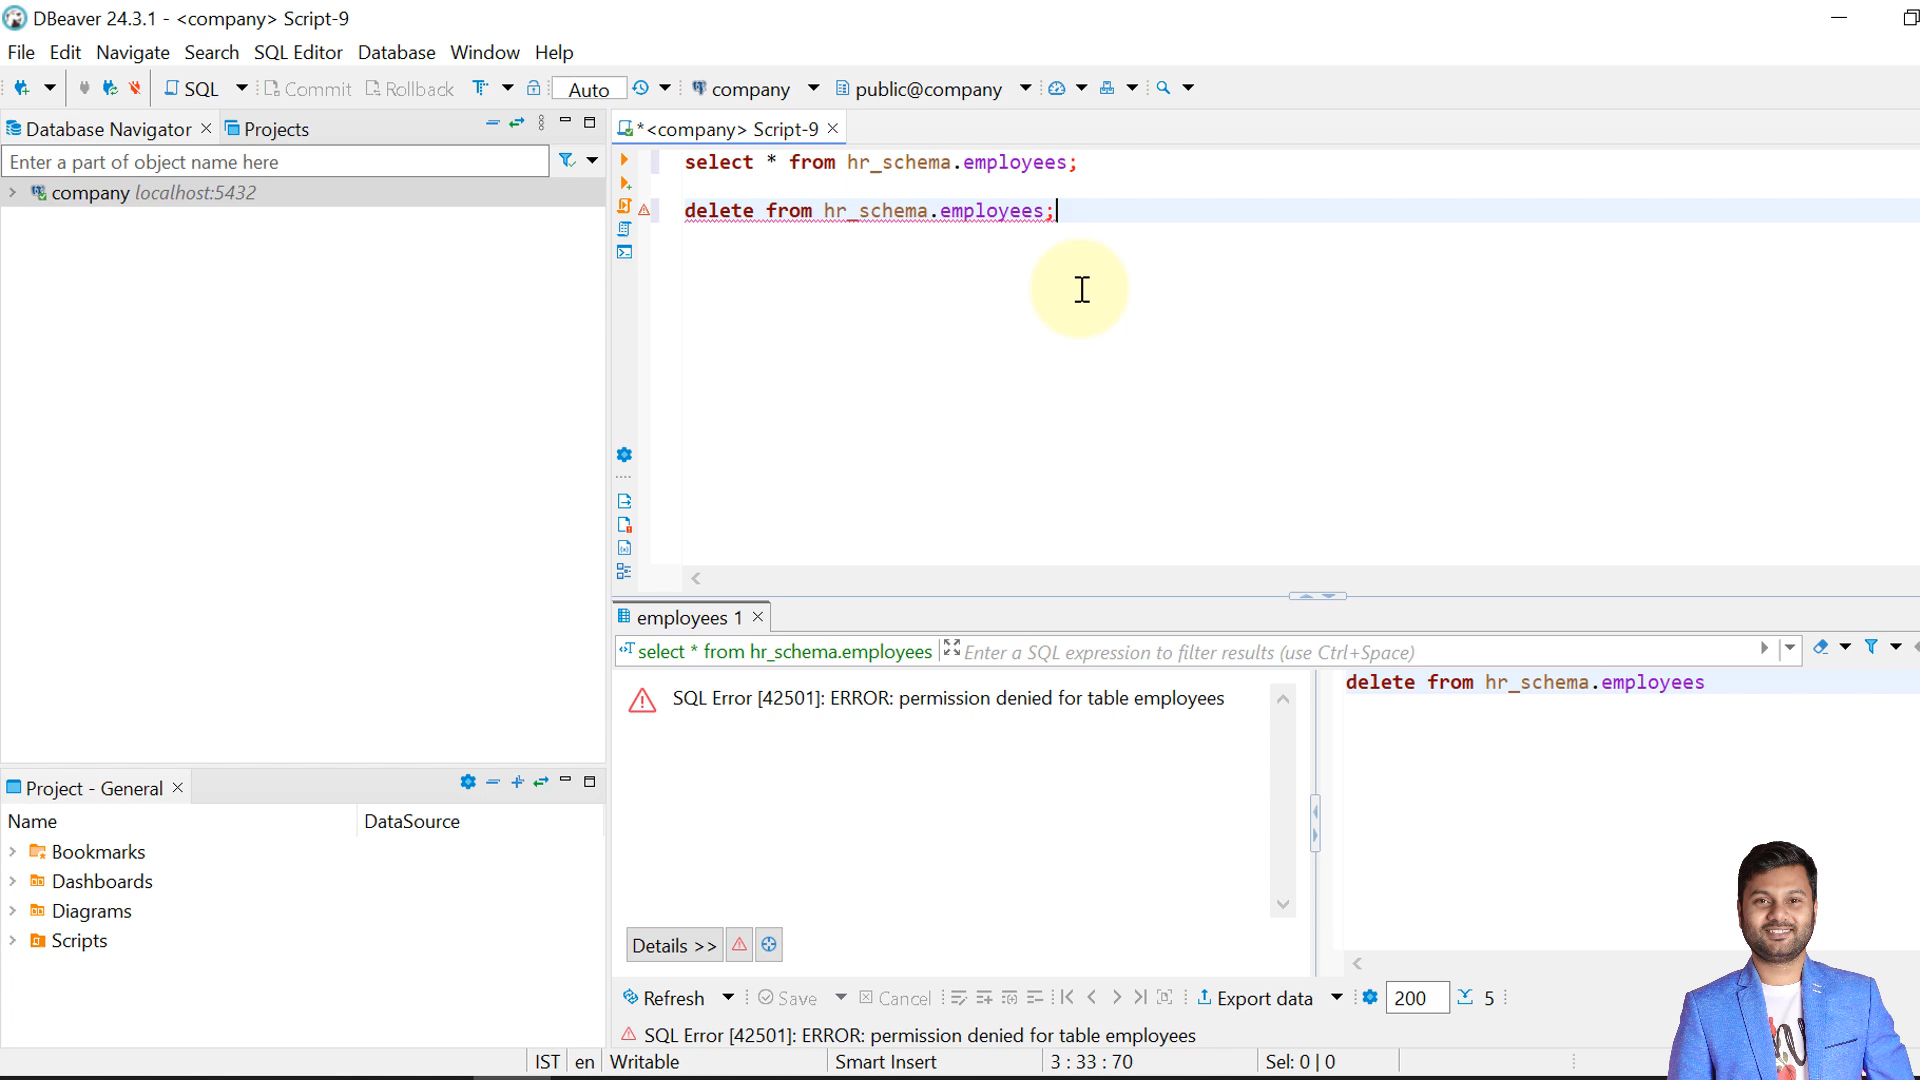 DBeaver 24.3.1 - <company> Script-9
File Edit Navigate Search SQL Editor Database Window Help
SQL Commit Rollback Auto company public@company
Database Navigator Projects
*<company> Script-9
Enter a part of object name here
company localhost:5432
select * from hr_schema.employees;
delete from hr_schema.employees;
employees 1
select * from hr_schema.employees Enter a SQL expression to filter results (use Ctrl+Space)
SQL Error [42501]: ERROR: permission denied for table employees
delete from hr_schema.employees
Details >>
Project - General
Name DataSource
Bookmarks
Dashboards
Diagrams
Scripts
Refresh Save Cancel Export data 200 5
SQL Error [42501]: ERROR: permission denied for table employees
IST en Writable Smart Insert 3 : 33 : 70 Sel: 0 | 0